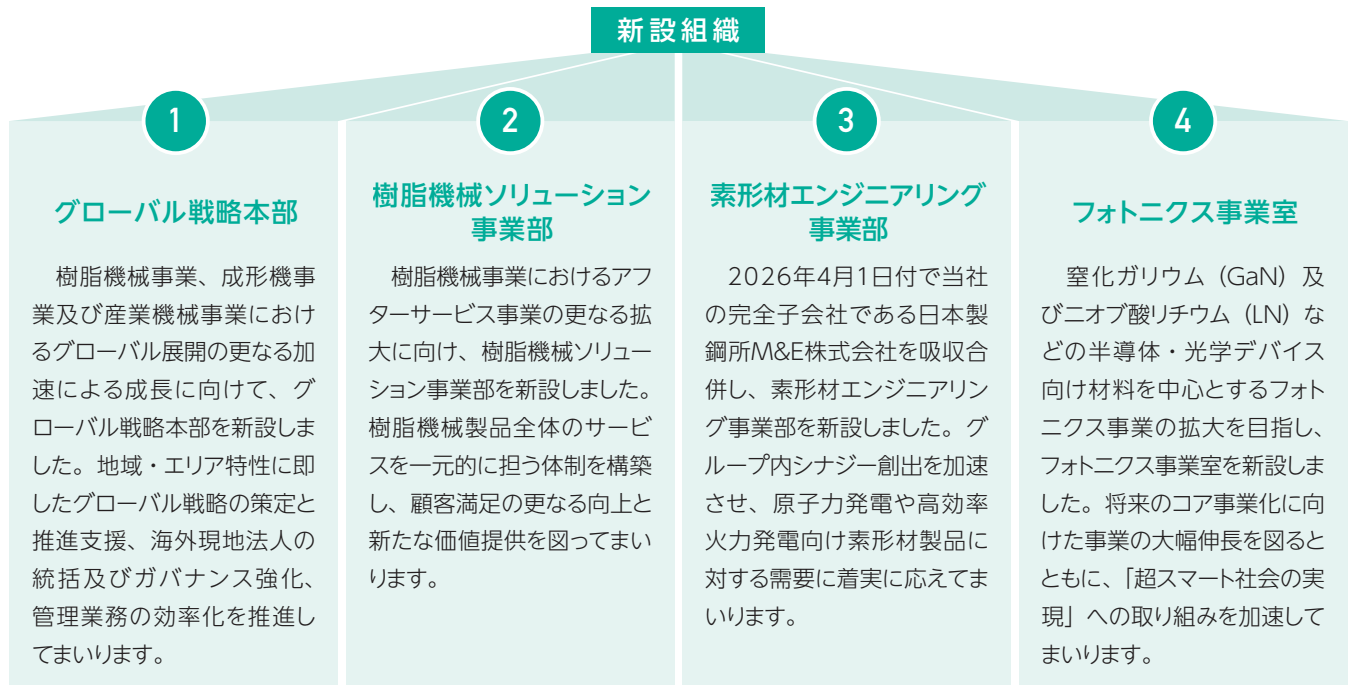 新設組織
1
グローバル戦略本部
　樹脂機械事業、成形機事
業及び産業機械事業におけ
るグローバル展開の更なる加
速による成長に向けて、グ
ローバル戦略本部を新設しま
した。地域・エリア特性に即
したグローバル戦略の策定と
推進支援、海外現地法人の
統括及びガバナンス強化、
管理業務の効率化を推進し
てまいります。
2
樹脂機械ソリューション
事業部
　樹脂機械事業におけるアフ
ターサービス事業の更なる拡
大に向け、樹脂機械ソリュー
ション事業部を新設しました。
樹脂機械製品全体のサービ
スを一元的に担う体制を構築
し、顧客満足の更なる向上と
新たな価値提供を図ってまい
ります。
3
素形材エンジニアリング
事業部
　2026年4月1日付で当社
の完全子会社である日本製
鋼所M&E株式会社を吸収合
併し、素形材エンジニアリン
グ事業部を新設しました。グ
ループ内シナジー創出を加速
させ、原子力発電や高効率
火力発電向け素形材製品に
対する需要に着実に応えてま
いります。
4
フォトニクス事業室
　窒化ガリウム（GaN）及
びニオブ酸リチウム（LN）な
どの半導体・光学デバイス
向け材料を中心とするフォト
ニクス事業の拡大を目指し、
フォトニクス事業室を新設しま
した。将来のコア事業化に向
けた事業の大幅伸長を図ると
ともに、「超スマート社会の実
現」への取り組みを加速して
まいります。